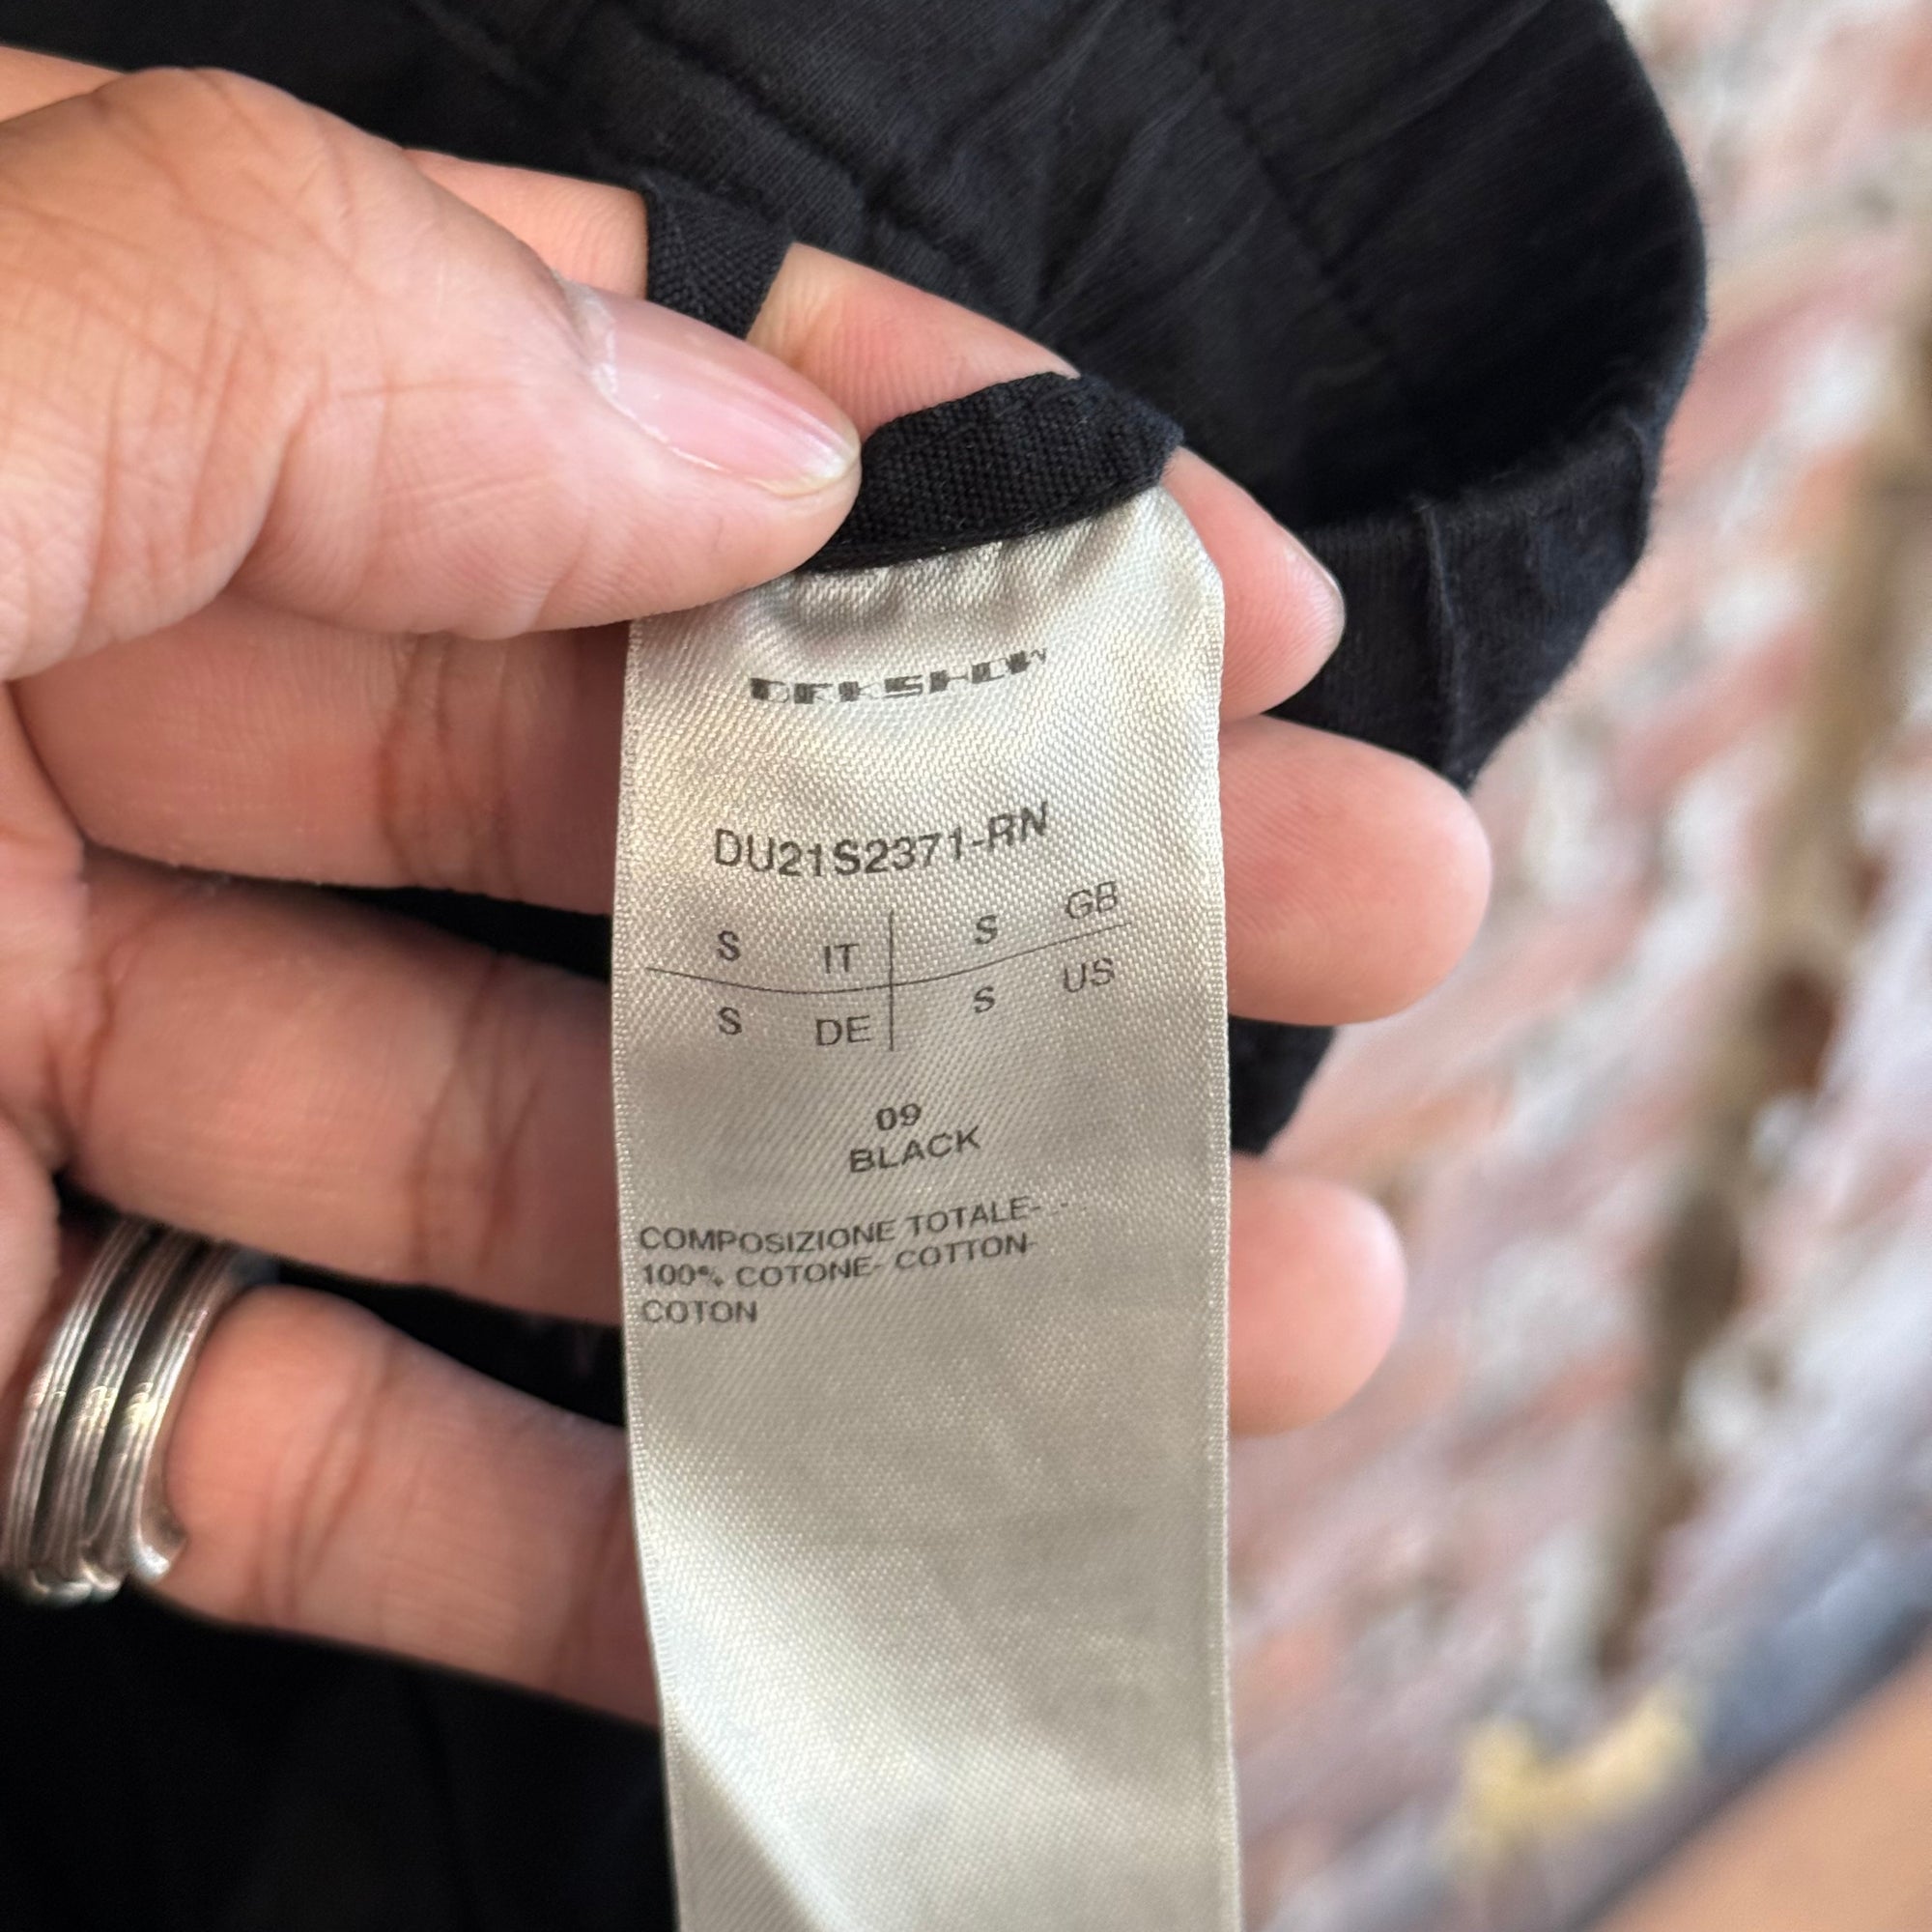 DRKSHDW
DU21S2371-RN
S IT S GB
S DE S US
09
BLACK
COMPOSIZIONE TOTALE- -
100% COTONE- COTTON-
COTON